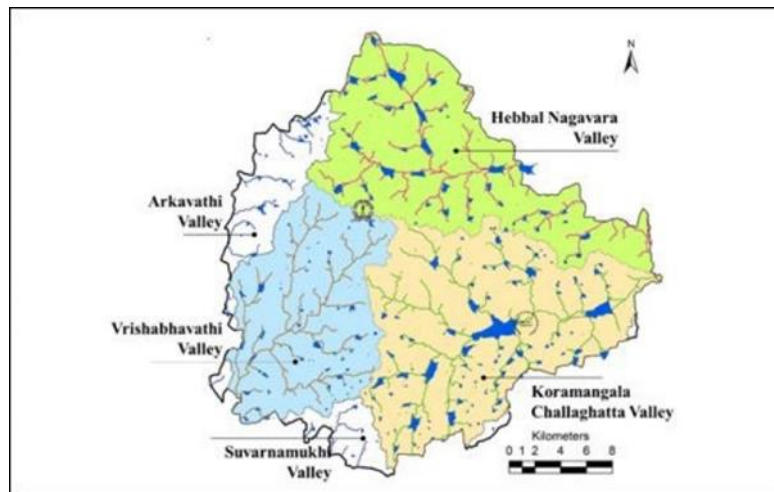 N
Hebbal Nagavara
Valley
Arkavathi
Valley
Vrishabhavathi
Valley
Koramangala
Challaghatta Valley
Suvarnamukhi
Valley
Kilometers
0 1 2 4 6 8